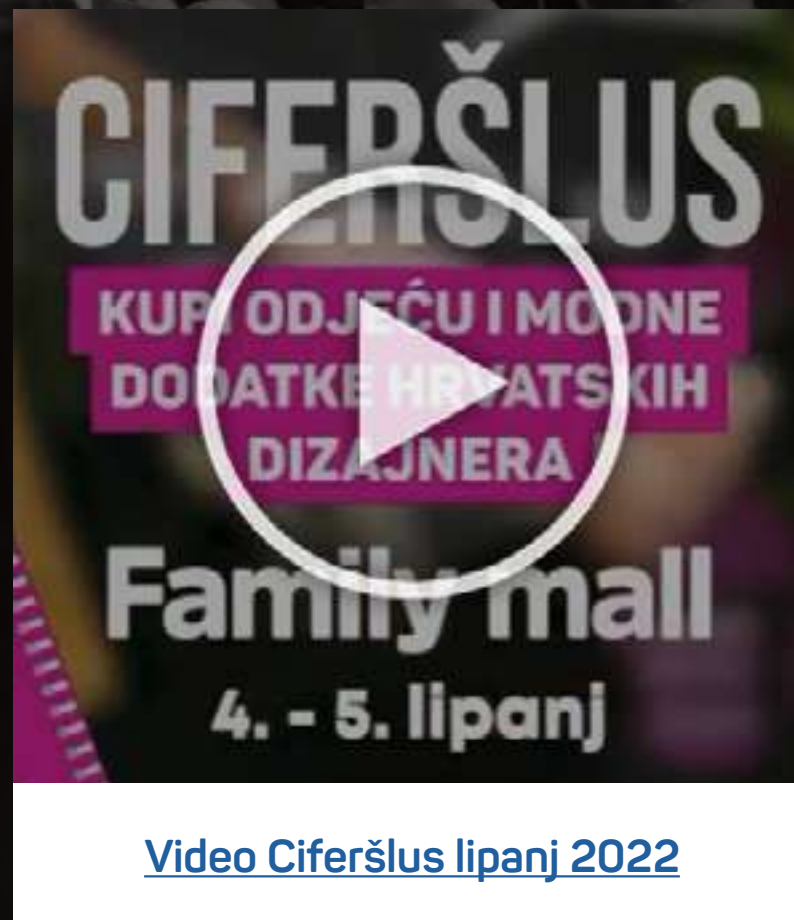 CIFERŠLUS
KUPI ODJEĆU I MODNE
DODATKE HRVATSKIH
DIZAJNERA
Family mall
4. - 5. lipanj
Video Ciferšlus lipanj 2022